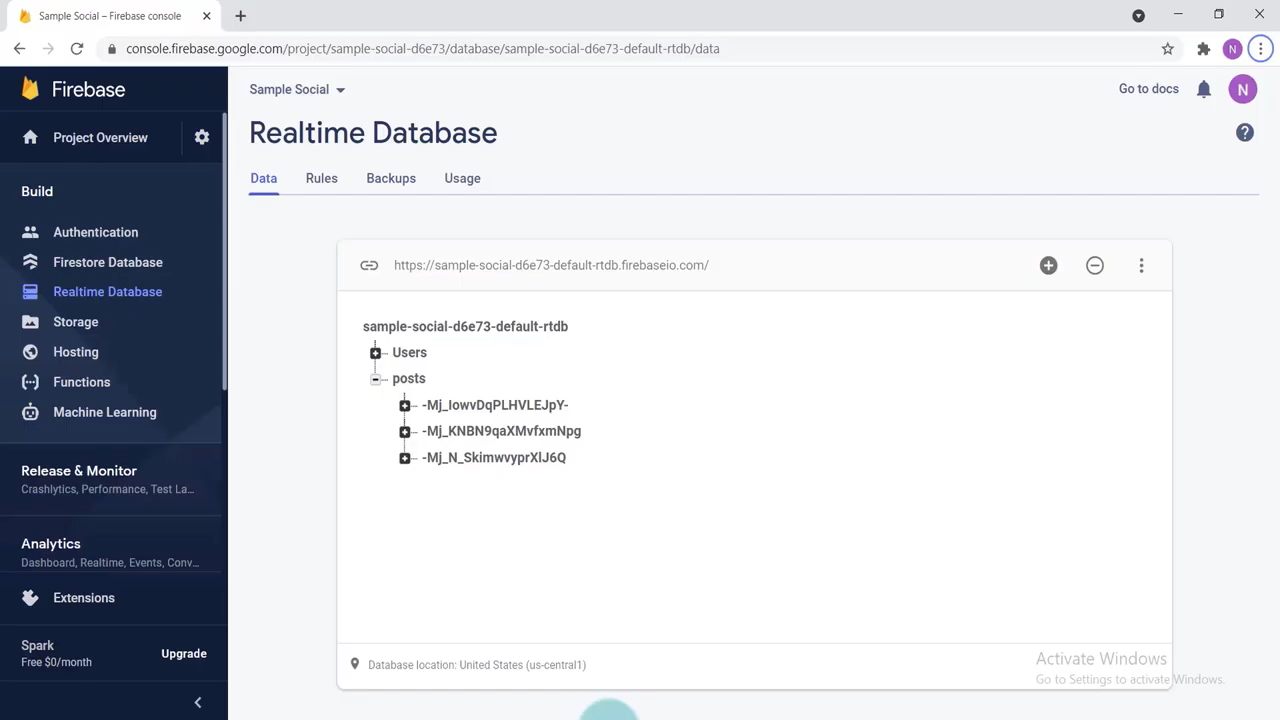 Sample Social – Firebase console
console.firebase.google.com/project/sample-social-d6e73/database/sample-social-d6e73-default-rtdb/data
N
Firebase
Project Overview
Build
Authentication
Firestore Database
Realtime Database
Storage
Hosting
Functions
Machine Learning
Release & Monitor
Crashlytics, Performance, Test La...
Analytics
Dashboard, Realtime, Events, Conv...
Extensions
Spark
Free $0/month
Upgrade
Sample Social
Go to docs
N
Realtime Database
?
Data Rules Backups Usage
https://sample-social-d6e73-default-rtdb.firebaseio.com/
sample-social-d6e73-default-rtdb
Users
posts
-Mj_IowvDqPLHVLEJpY-
-Mj_KNBN9qaXMvfxmNpg
-Mj_N_SkimwvyprXlJ6Q
Database location: United States (us-central1)
Activate Windows
Go to Settings to activate Windows.